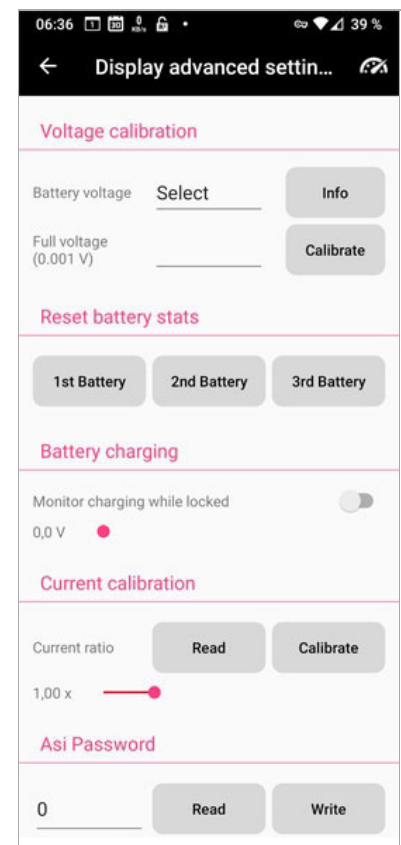 06:36 39 %
Display advanced settin...
Voltage calibration
Battery voltage Select Info
Full voltage
(0.001 V) Calibrate
Reset battery stats
1st Battery 2nd Battery 3rd Battery
Battery charging
Monitor charging while locked
0,0 V
Current calibration
Current ratio Read Calibrate
1,00 x
Asi Password
0 Read Write